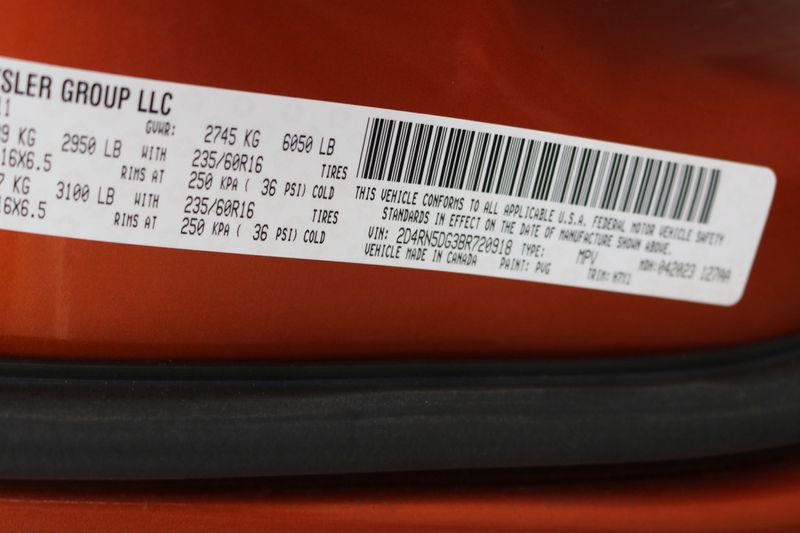 SLER GROUP LLC
11
GVWR: 2745 KG 6050 LB
9 KG 2950 LB WITH 235/60R16 TIRES
16X6.5 RIMS AT 250 KPA ( 36 PSI) COLD
7 KG 3100 LB WITH 235/60R16 TIRES
16X6.5 RIMS AT 250 KPA ( 36 PSI) COLD
THIS VEHICLE CONFORMS TO ALL APPLICABLE U.S.A. FEDERAL MOTOR VEHICLE SAFETY
STANDARDS IN EFFECT ON THE DATE OF MANUFACTURE SHOWN ABOVE.
VIN: 2D4RN5DG3BR720918 TYPE: MPV MDH: 042023 127AA
VEHICLE MADE IN CANADA PAINT: PVG TRIM: